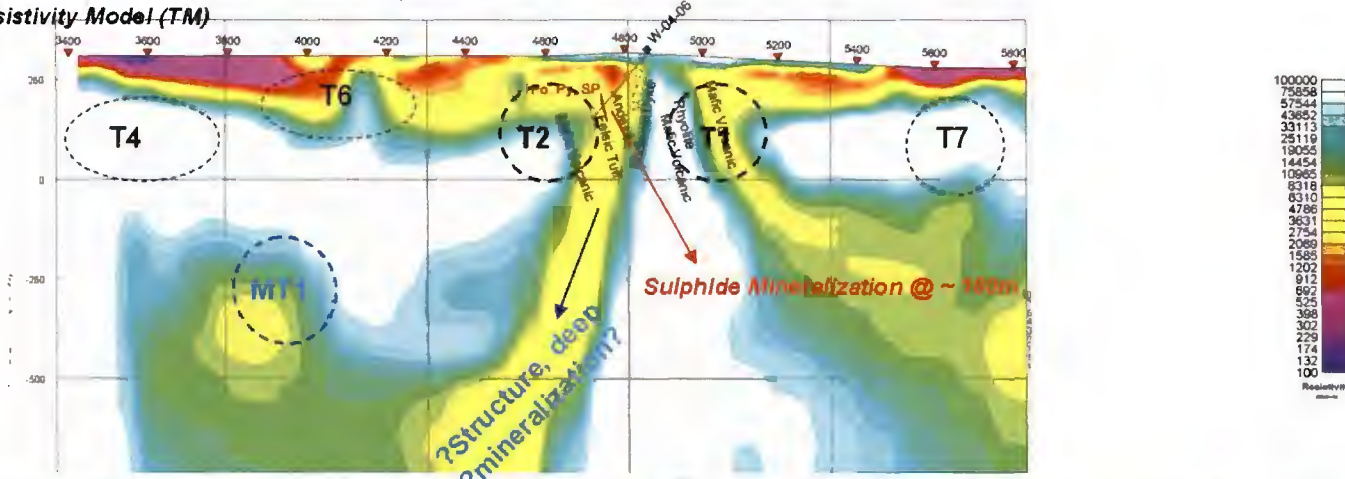 sistivity Model (TM)
W-04-06
3400 3600 3800 4000 4200 4400 4600 4800 5000 5200 5400 5600 5800
T6
T4
T2
T1
T7
Po Py SP
Felsic Tuff
Rhyolite
Mafic Volcanic
Mafic Volcanic
0
-250
-500
MT1
Sulphide Mineralization @ ~
?Structure, deep
?mineralization?
100000
75858
57544
43652
33113
25119
19055
14454
10965
8318
6310
4786
3631
2754
2089
1585
1202
912
692
525
398
302
229
174
132
100